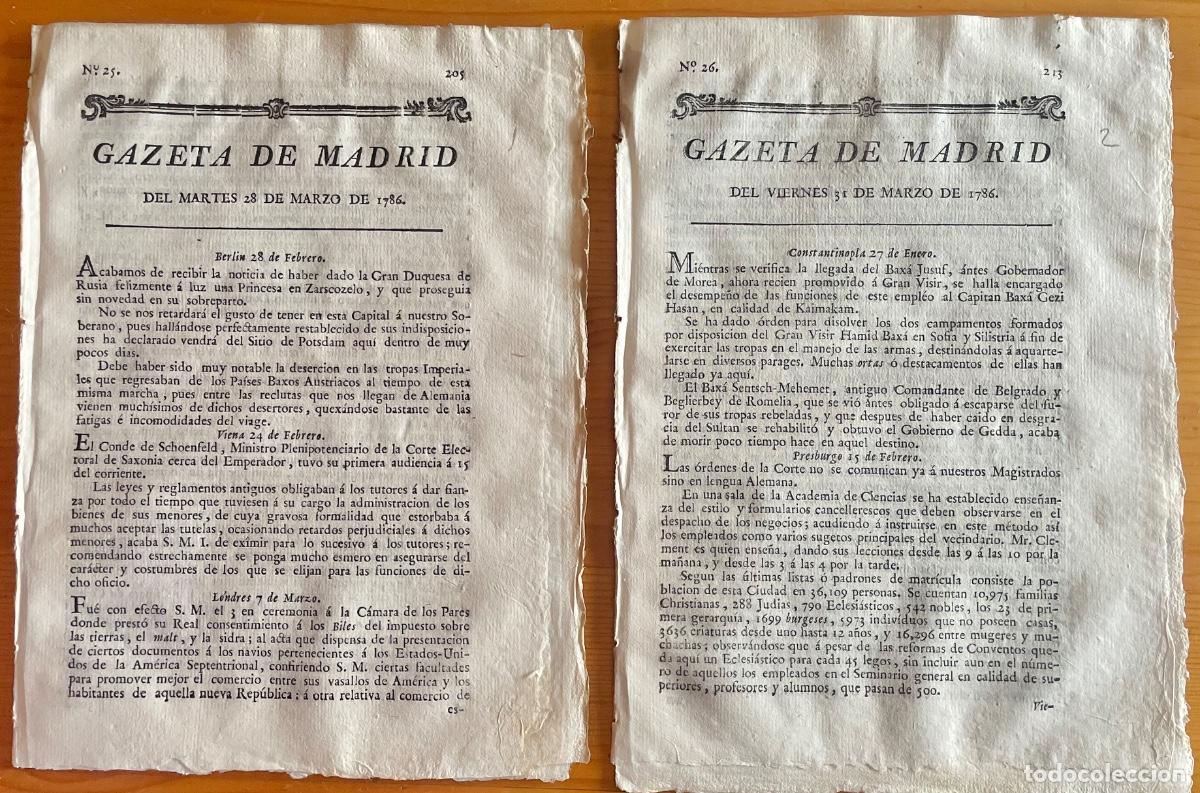 Nº. 25.
205
GAZETA DE MADRID
DEL MARTES 28 DE MARZO DE 1786.
Berlin 28 de Febrero.
Acabamos de recibir la noticia de haber dado la Gran Duquesa de
Rusia felizmente á luz una Princesa en Zarscozelo, y que proseguia
sin novedad en su sobreparto.
No se nos retardará el gusto de tener en esta Capital á nuestro So-
berano, pues hallándose perfectamente restablecido de sus indisposicio-
nes ha declarado vendrá del Sitio de Potsdam aquí dentro de muy
pocos dias.
Debe haber sido muy notable la desercion en las tropas Imperia-
les que regresaban de los Países Baxos Austriacos al tiempo de esta
misma marcha, pues entre las reclutas que nos llegan de Alemania
vienen muchísimos de dichos desertores, quexándose bastante de las
fatigas é incomodidades del viage.
Viena 24 de Febrero.
El Conde de Schoenfeld, Ministro Plenipotenciario de la Corte Elec-
toral de Saxonia cerca del Emperador, tuvo su primera audiencia á 15
del corriente.
Las leyes y reglamentos antiguos obligaban á los tutores á dar fian-
za por todo el tiempo que tuviesen á su cargo la administracion de los
bienes de sus menores, de cuya gravosa formalidad que estorbaba á
muchos aceptar las tutelas, ocasionando retardos perjudiciales á dichos
menores, acaba S. M. I. de exîmir para lo sucesivo á los tutores; re-
comendando estrechamente se ponga mucho esmero en asegurarse del
carácter y costumbres de los que se elijan para las funciones de di-
cho oficio.
Lóndres 7 de Marzo.
Fué con efecto S. M. el 3 en ceremonia á la Cámara de los Pares
donde prestó su Real consentimiento á los Biles del impuesto sobre
las tierras, el malt, y la sidra; al acta que dispensa de la presentacion
de ciertos documentos á los navios pertenecientes á los Estados-Uni-
dos de la América Septentrional, confiriendo S. M. ciertas facultades
para promover mejor el comercio entre sus vasallos de América y los
habitantes de aquella nueva República: á otra relativa al comercio de
es-
Nº. 26.
213
2
GAZETA DE MADRID
DEL VIERNES 31 DE MARZO DE 1786.
Constantinopla 27 de Enero.
Miéntras se verifica la llegada del Baxá Jusuf, ántes Gobernador
de Morea, ahora recien promovido á Gran Visir, se halla encargado
el desempeño de las funciones de este empléo al Capitan Baxá Gezi
Hasan, en calidad de Kaimakam.
Se ha dado órden para disolver los dos campamentos formados
por disposicion del Gran Visir Hamid Baxá en Sofia y Silistria á fin de
exercitar las tropas en el manejo de las armas, destinándolas á aquarte-
larse en diversos parages. Muchas ortas ó destacamentos de ellas han
llegado ya aquí.
El Baxá Sentsch-Mehemet, antiguo Comandante de Belgrado y
Beglierbey de Romelia, que se vió ántes obligado á escaparse del fu-
ror de sus tropas rebeladas, y que despues de haber caido en desgra-
cia del Sultan se rehabilitó y obtuvo el Gobierno de Gedda, acaba
de morir poco tiempo hace en aquel destino.
Presburgo 15 de Febrero.
Las órdenes de la Corte no se comunican ya á nuestros Magistrados
sino en lengua Alemana.
En una sala de la Academia de Ciencias se ha establecido enseñan-
za del estilo y formularios cancellerescos que deben observarse en el
despacho de los negocios; acudiendo á instruirse en este método así
los empleados como varios sugetos principales del vecindario. Mr. Cle-
ment es quien enseña, dando sus lecciones desde las 9 á las 10 por la
mañana, y desde las 3 á las 4 por la tarde.
Segun las últimas listas ó padrones de matrícula consiste la po-
blacion de esta Ciudad en 36,109 personas. Se cuentan 10,975 familias
Christianas, 288 Judias, 790 Eclesiásticos, 542 nobles, los 23 de pri-
mera gerarquia, 1699 burgeses, 5973 individuos que no poseen casas,
3636 criaturas desde uno hasta 12 años, y 16,296 entre mugeres y mu-
chachas; observándose que á pesar de las reformas de Conventos que-
da aquí un Eclesiástico para cada 45 legos, sin incluir aun en el núme-
ro de aquellos los empleados en el Seminario general en calidad de su-
periores, profesores y alumnos, que pasan de 500.
Vie-
todocoleccion